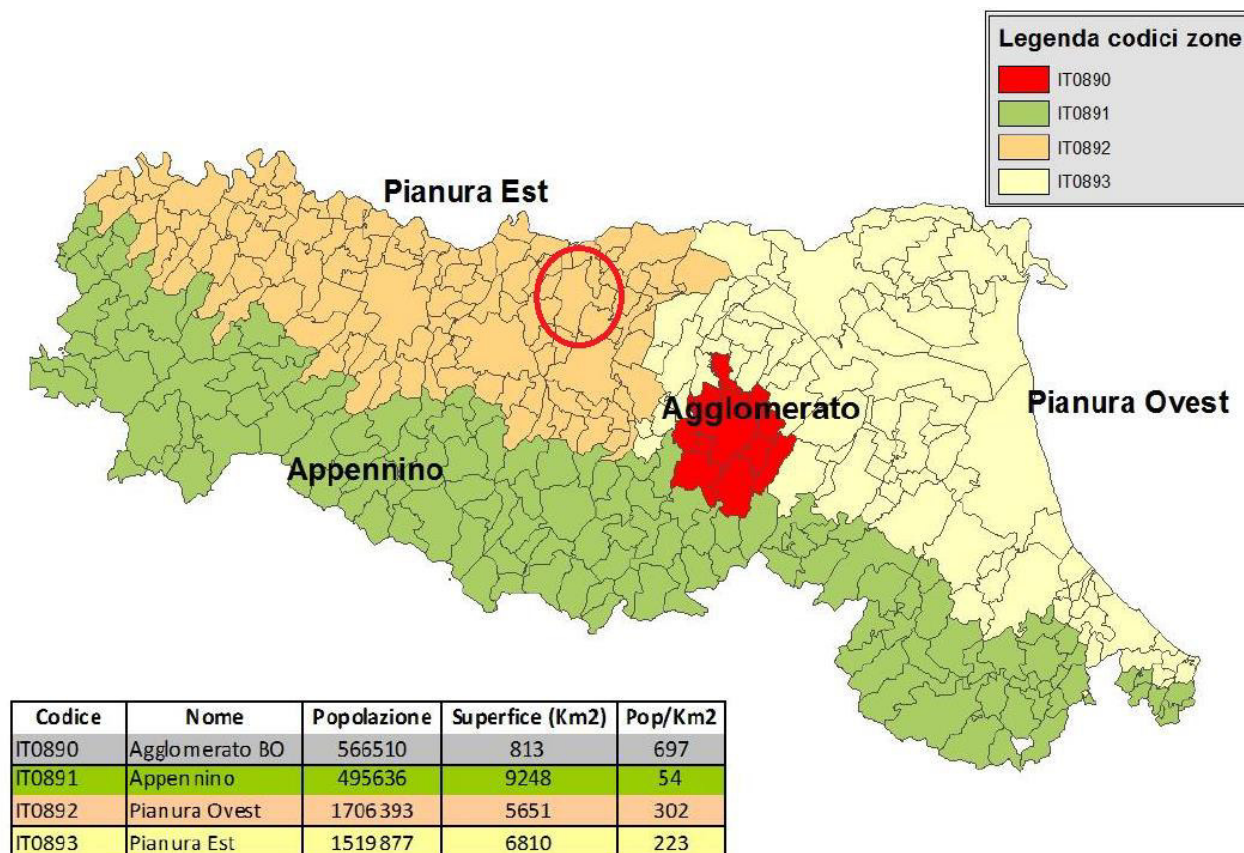 Legenda codici zone
IT0890
IT0891
IT0892
IT0893
Pianura Est
Agglomerato
Pianura Ovest
Appennino
Codice Nome Popolazione Superfice (Km2) Pop/Km2
IT0890 Agglomerato BO 566510 813 697
IT0891 Appennino 495636 9248 54
IT0892 Pianura Ovest 1706393 5651 302
IT0893 Pianura Est 1519877 6810 223